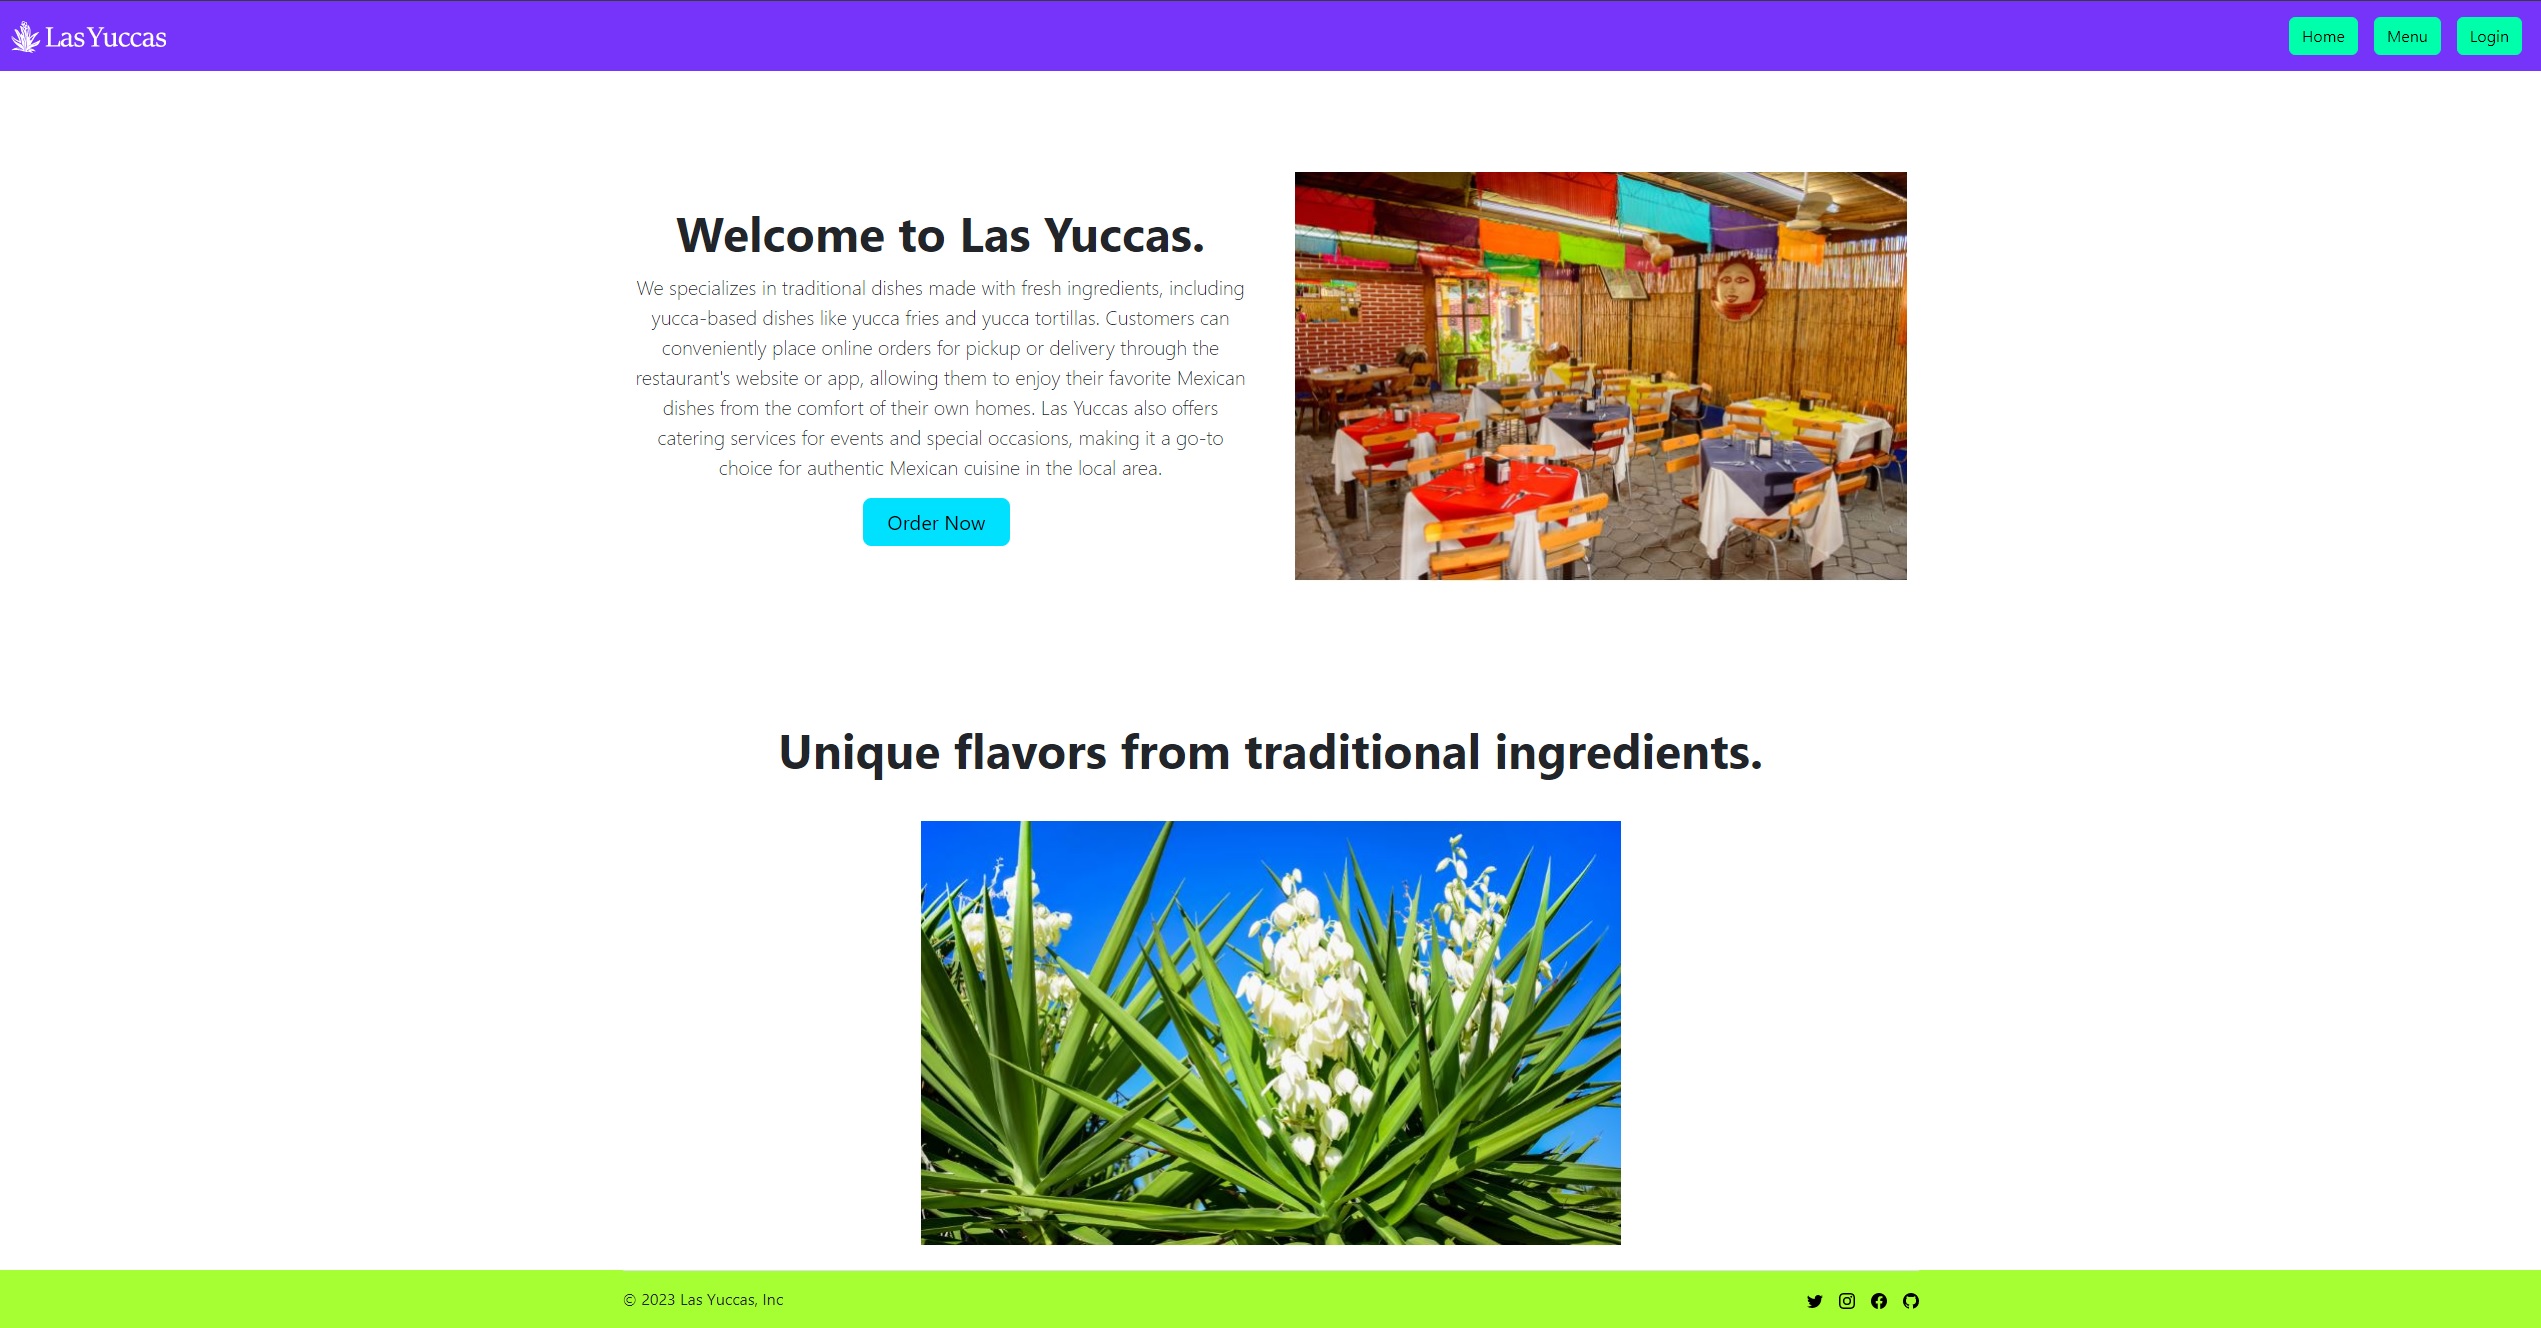 Las Yuccas
Home
Menu
Login
Welcome to Las Yuccas.
We specializes in traditional dishes made with fresh ingredients, including
yucca-based dishes like yucca fries and yucca tortillas. Customers can
conveniently place online orders for pickup or delivery through the
restaurant's website or app, allowing them to enjoy their favorite Mexican
dishes from the comfort of their own homes. Las Yuccas also offers
catering services for events and special occasions, making it a go-to
choice for authentic Mexican cuisine in the local area.
Order Now
Unique flavors from traditional ingredients.
© 2023 Las Yuccas, Inc